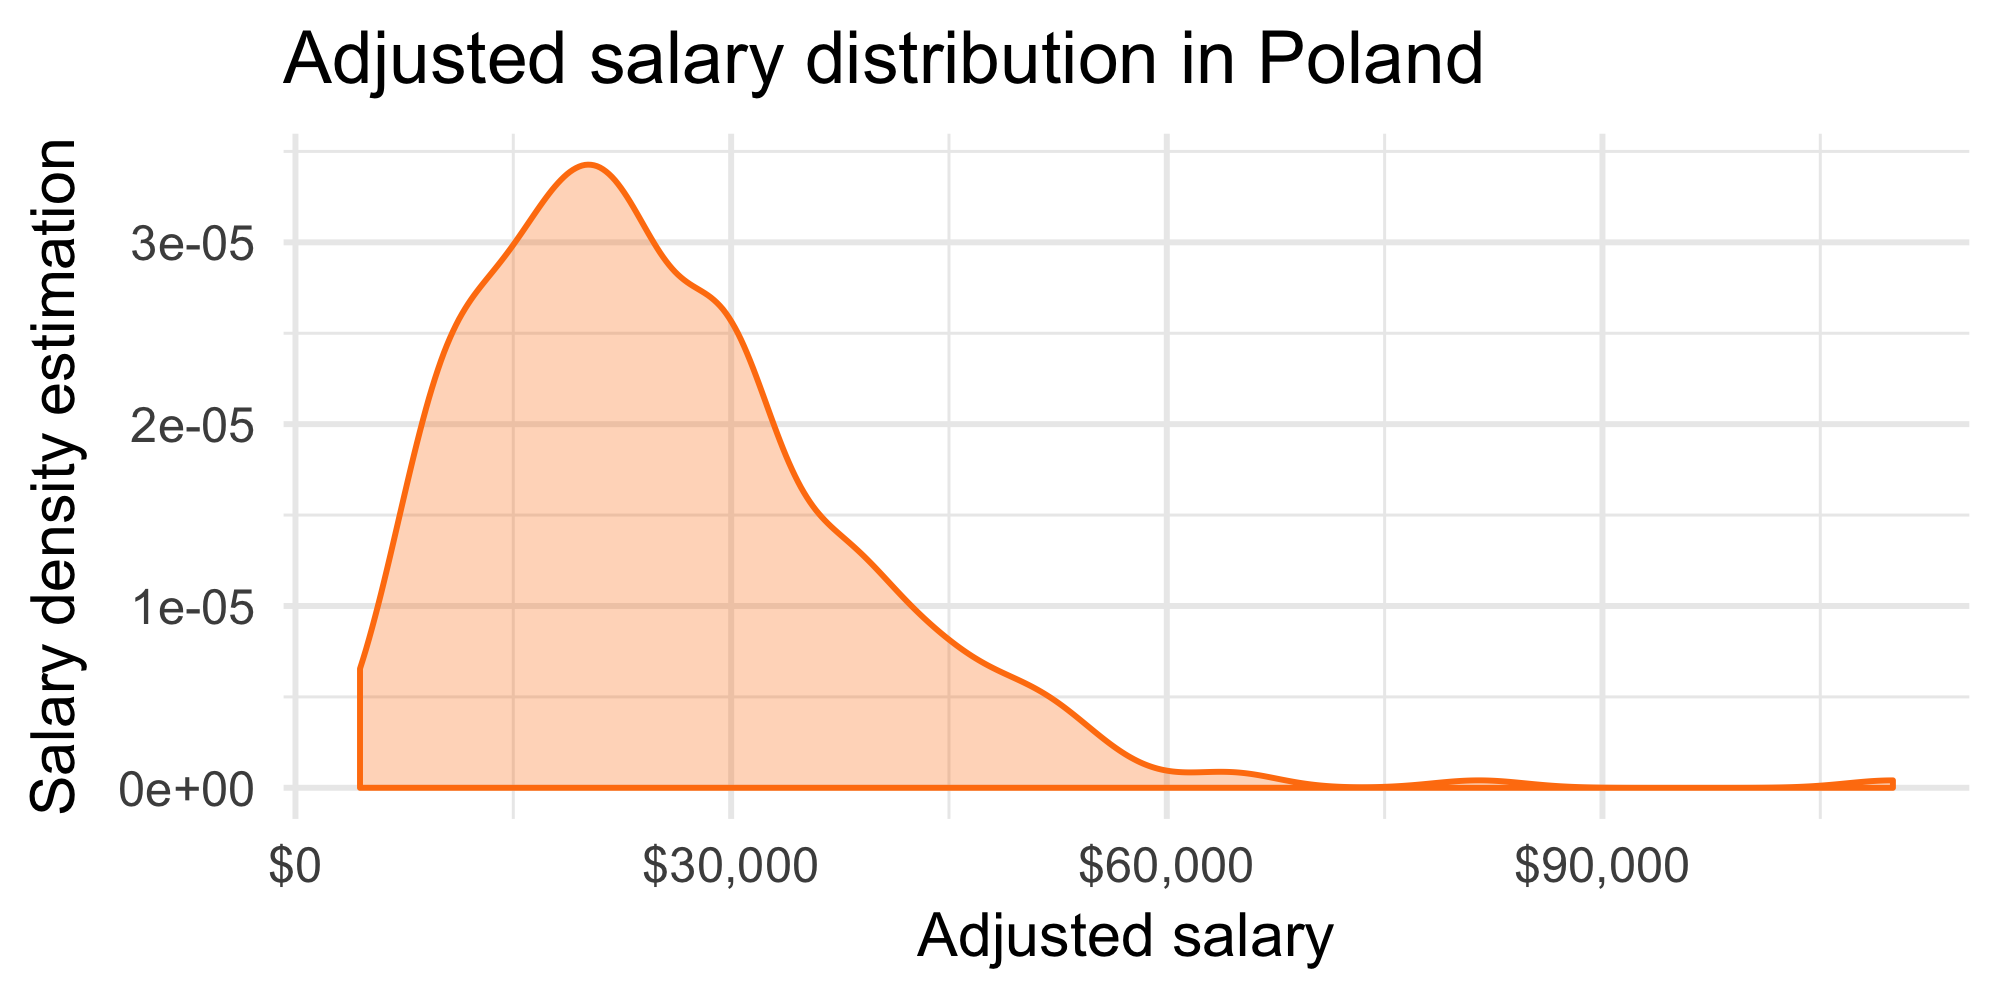 Adjusted salary distribution in Poland
Salary density estimation
3e-05
2e-05
1e-05
0e+00
$0 $30,000 $60,000 $90,000
Adjusted salary